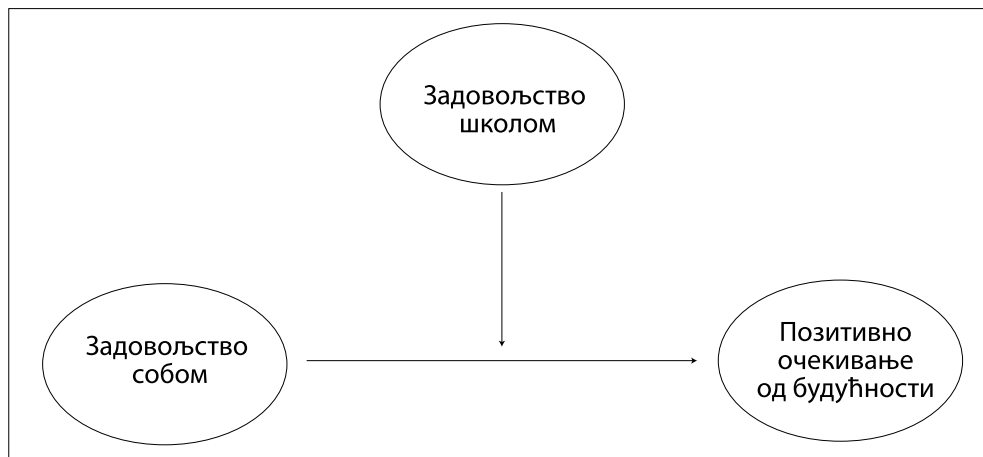 Задовољство
школом
Задовољство
собом
Позитивно
очекивање
од будућности